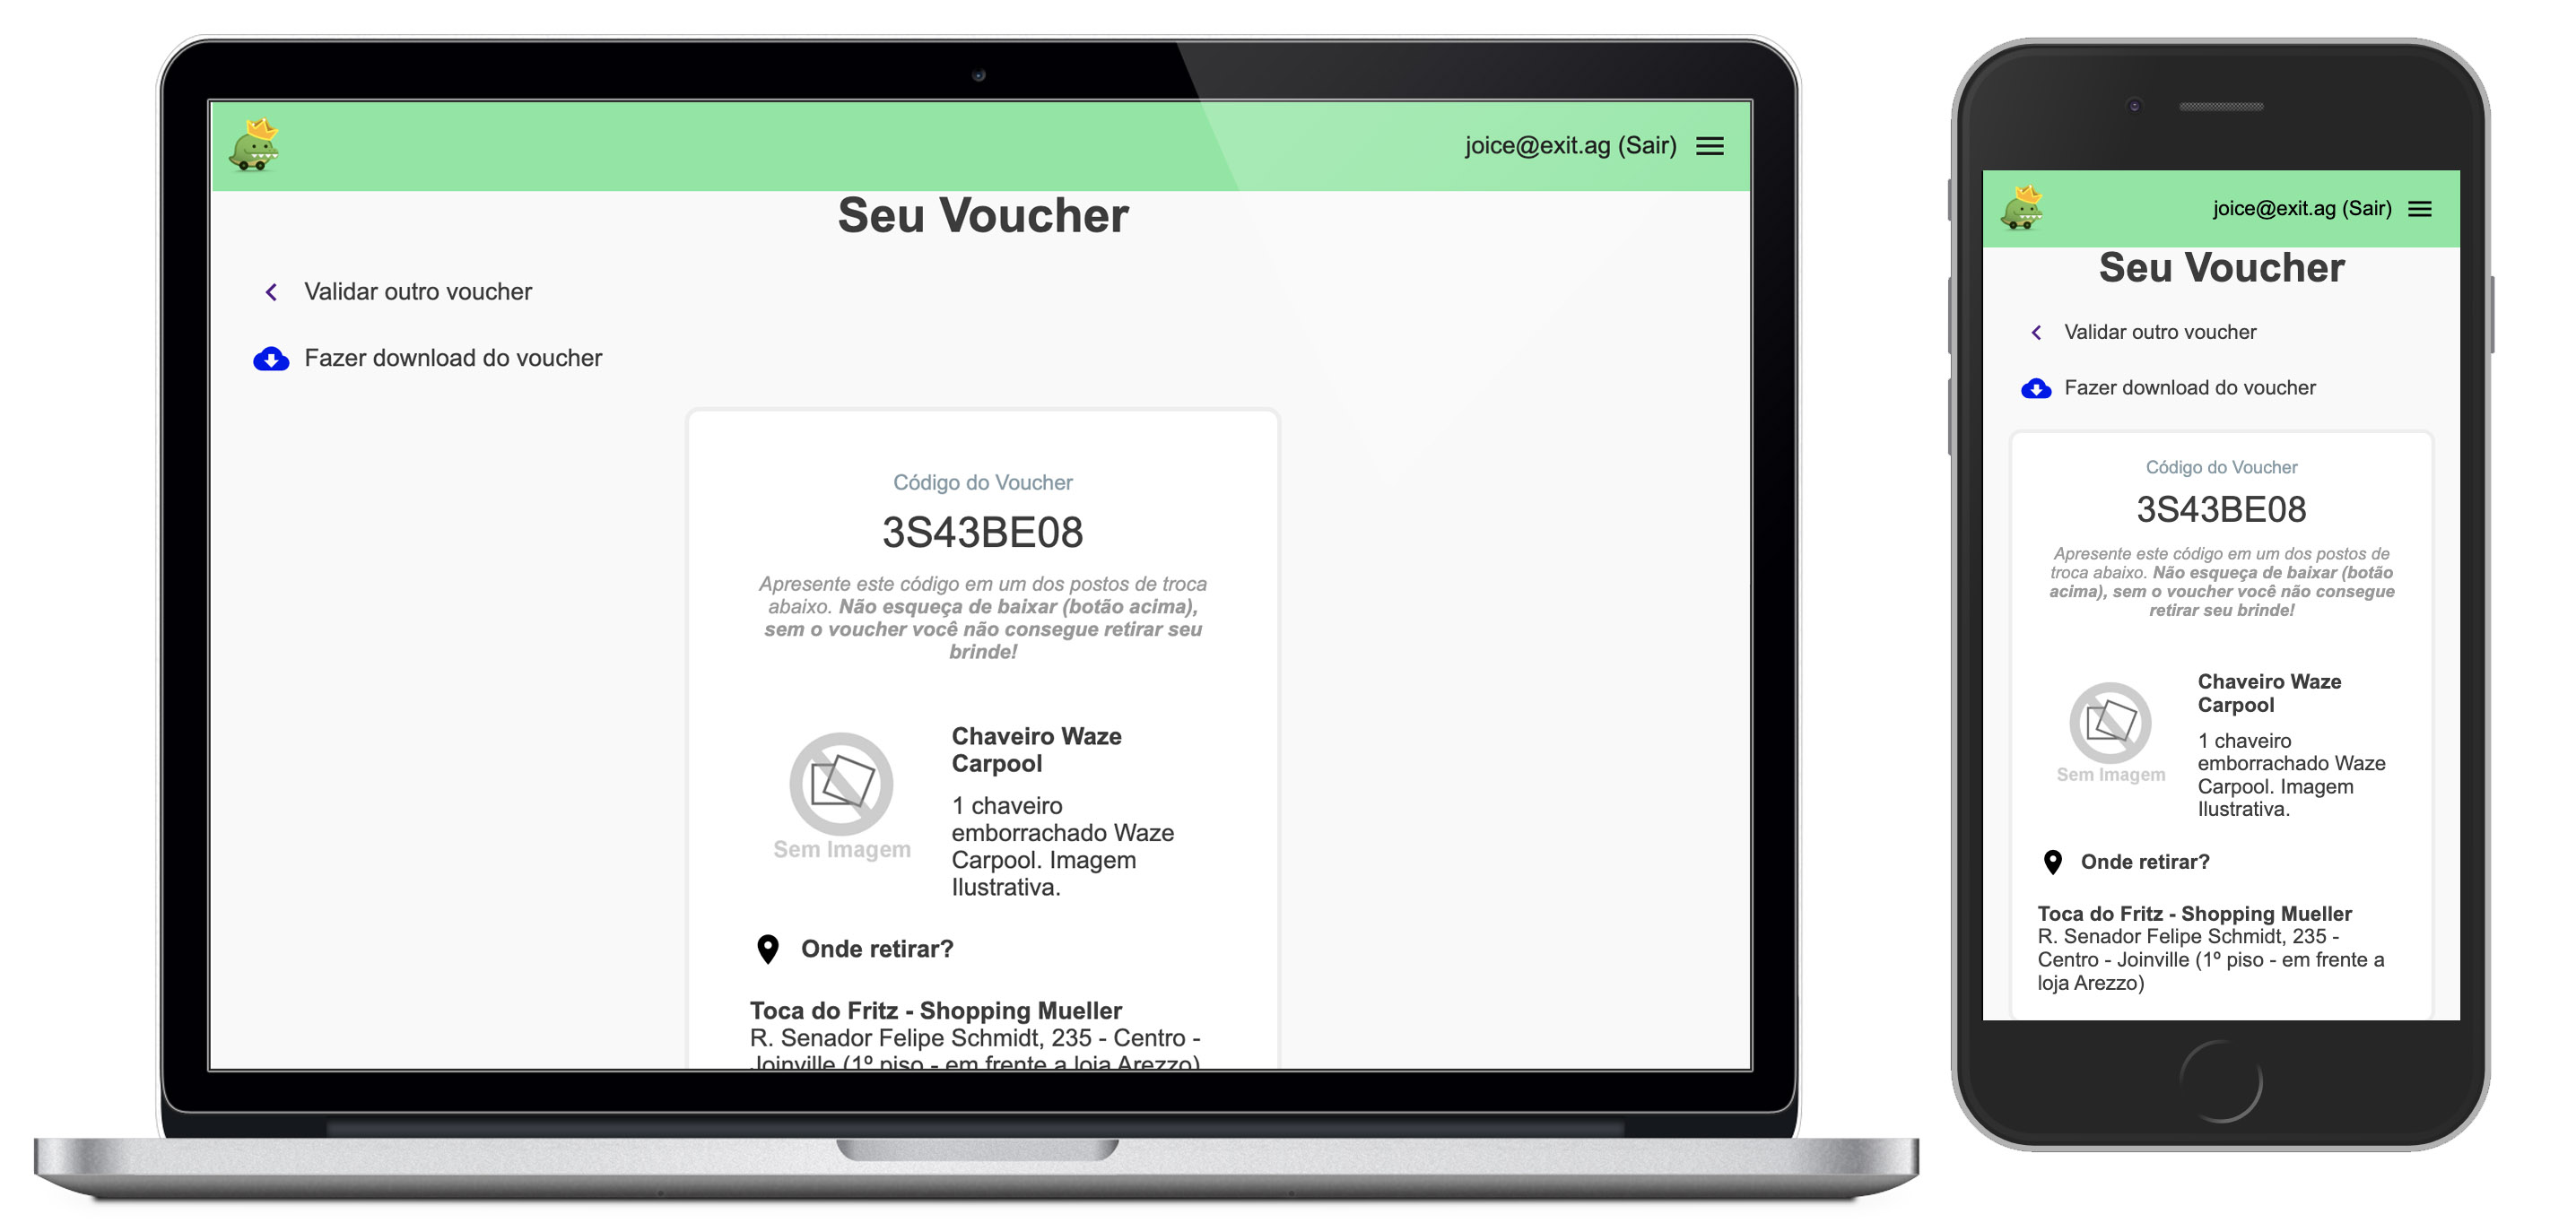 joice@exit.ag (Sair)
Seu Voucher
Validar outro voucher
Fazer download do voucher
Código do Voucher
3S43BE08
Apresente este código em um dos postos de troca
abaixo. Não esqueça de baixar (botão acima),
sem o voucher você não consegue retirar seu
brinde!
Sem Imagem
Chaveiro Waze
Carpool
1 chaveiro
emborrachado Waze
Carpool. Imagem
Ilustrativa.
Onde retirar?
Toca do Fritz - Shopping Mueller
R. Senador Felipe Schmidt, 235 - Centro -
Joinville (1º piso - em frente a loja Arezzo)
joice@exit.ag (Sair)
Seu Voucher
Validar outro voucher
Fazer download do voucher
Código do Voucher
3S43BE08
Apresente este código em um dos postos de
troca abaixo. Não esqueça de baixar (botão
acima), sem o voucher você não consegue
retirar seu brinde!
Sem Imagem
Chaveiro Waze
Carpool
1 chaveiro
emborrachado Waze
Carpool. Imagem
Ilustrativa.
Onde retirar?
Toca do Fritz - Shopping Mueller
R. Senador Felipe Schmidt, 235 -
Centro - Joinville (1º piso - em frente a
loja Arezzo)